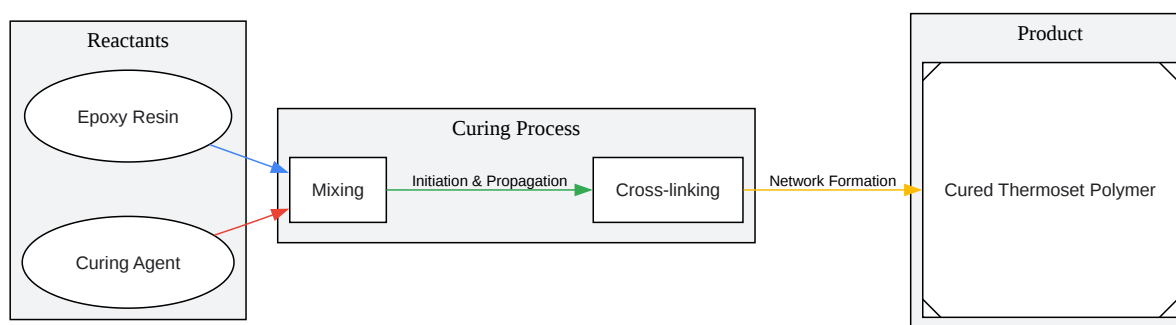 Reactants
Epoxy Resin
Curing Agent
Curing Process
Mixing
Initiation & Propagation
Cross-linking
Network Formation
Product
Cured Thermoset Polymer